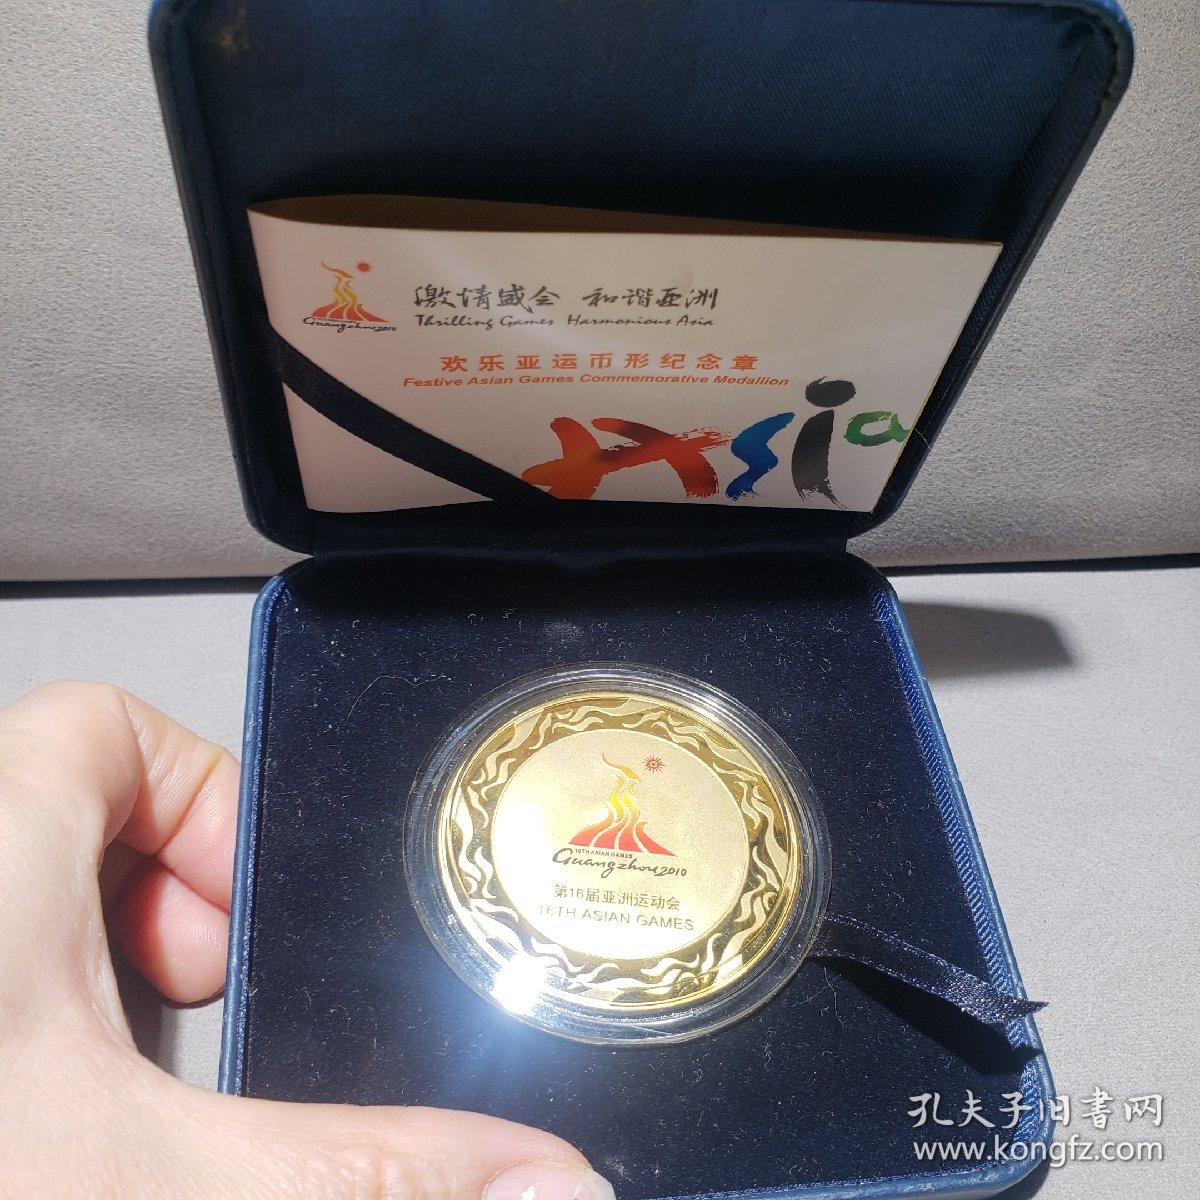 Guangzhou2010
激情盛会 和谐亚洲
Thrilling Games Harmonious Asia
欢乐亚运币形纪念章
Festive Asian Games Commemorative Medallion
Asia
16TH ASIAN GAMES
Guangzhou2010
第16届亚洲运动会
16TH ASIAN GAMES
孔夫子旧書网
www.kongfz.com